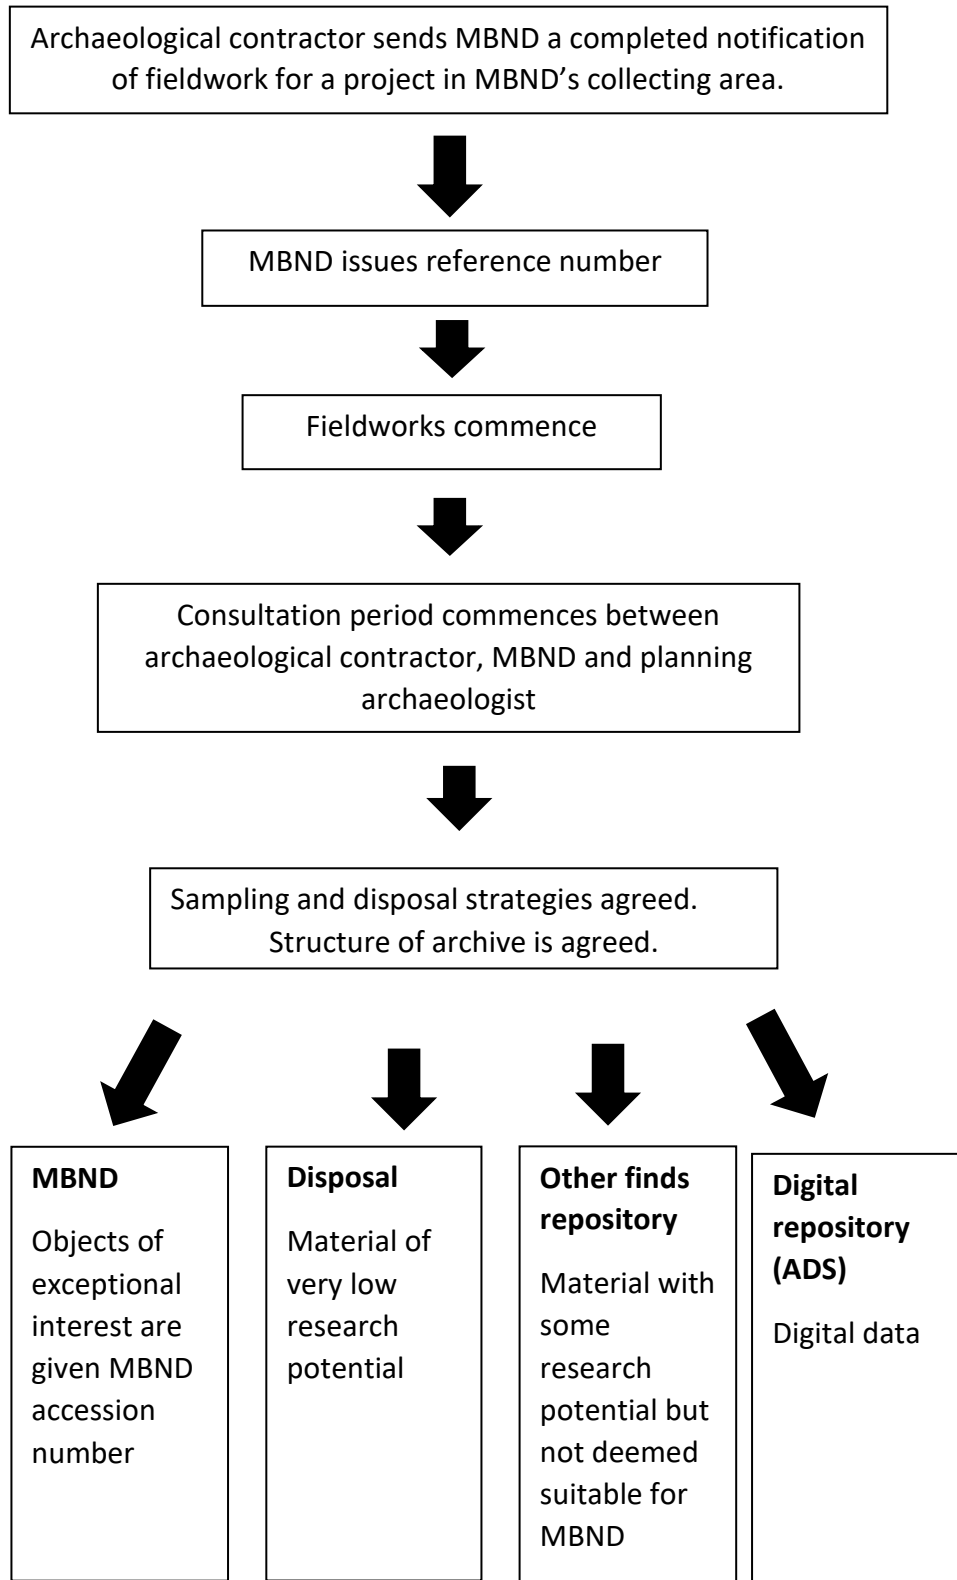 Archaeological contractor sends MBND a completed notification
of fieldwork for a project in MBND’s collecting area.
MBND issues reference number
Fieldworks commence
Consultation period commences between
archaeological contractor, MBND and planning
archaeologist
Sampling and disposal strategies agreed.
Structure of archive is agreed.
MBND
Objects of
exceptional
interest are
given MBND
accession
number
Disposal
Material of
very low
research
potential
Other finds
repository
Material with
some
research
potential but
not deemed
suitable for
MBND
Digital
repository
(ADS)
Digital data